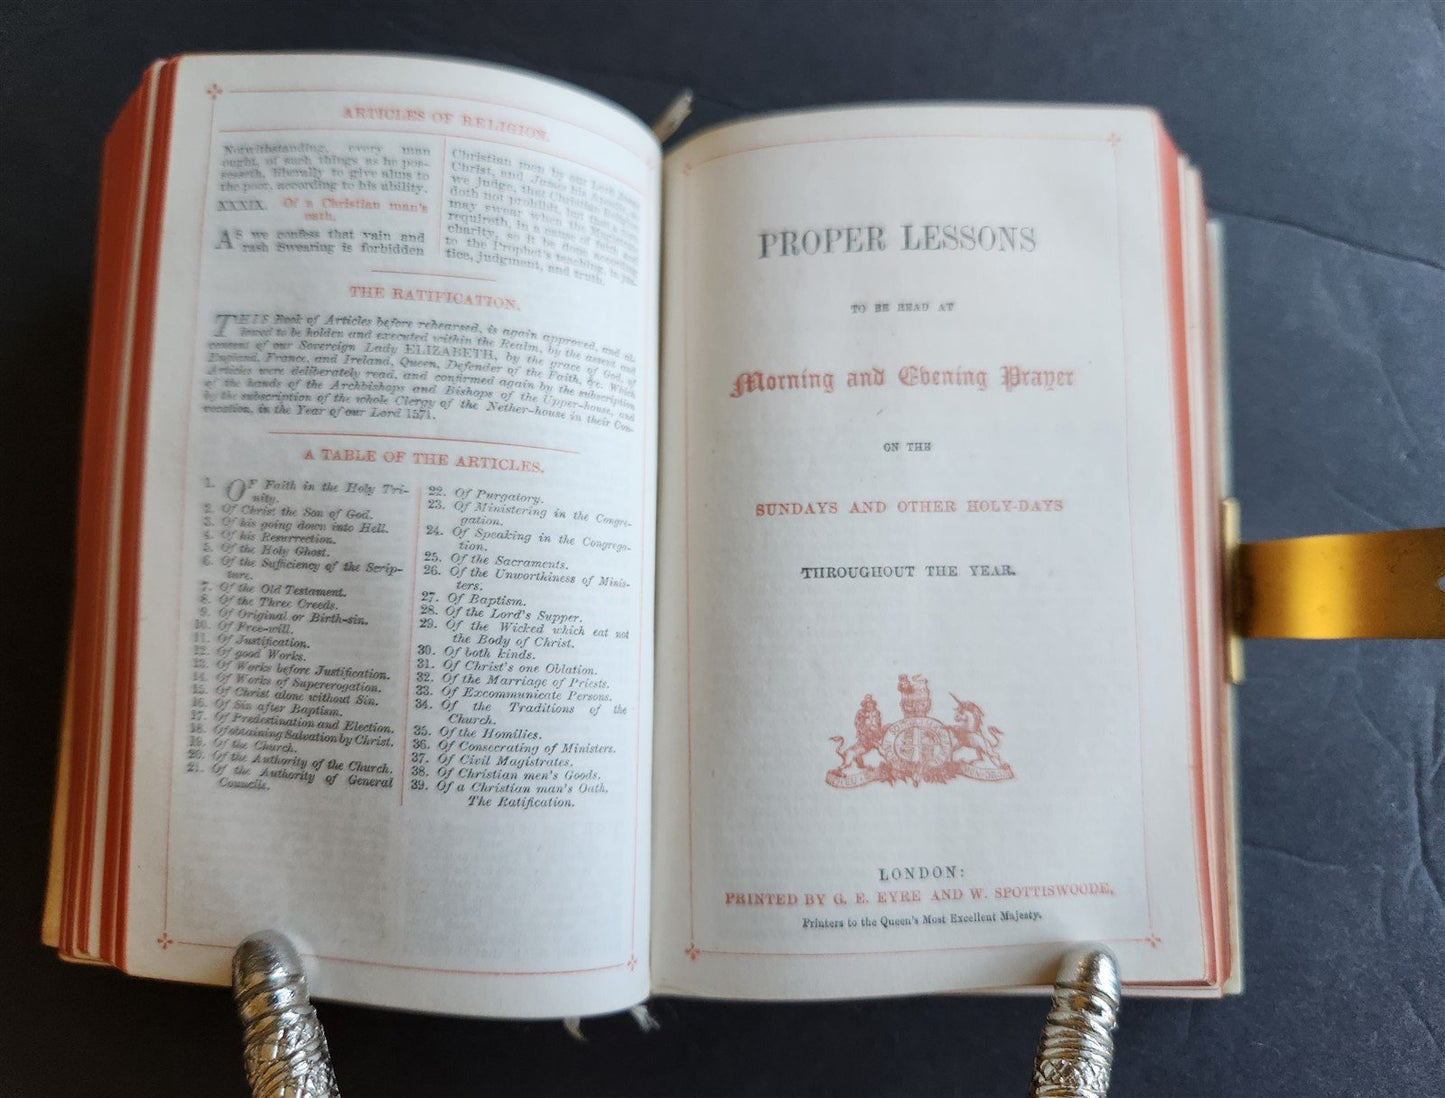 ARTICLES OF RELIGION.
Notwithstanding, every man
ought, of such things as he pos-
sesseth, liberally to give alms to
the poor, according to his ability.
XXXIX. Of a Christian man's
oath.
AS we confess that vain and
rash Swearing is forbidden
Christian men by our Lord Jesus
Christ, and James his Apostle, so
we judge, that Christian Religion
doth not prohibit, but that a man
may swear when the Magistrate
requireth, in a cause of faith and
charity, so it be done according
to the Prophet's teaching, in jus-
tice, judgment, and truth.
THE RATIFICATION.
THIS Book of Articles before rehearsed, is again approved, and al-
lowed to be holden and executed within the Realm, by the assent and
consent of our Sovereign Lady ELIZABETH, by the grace of God, of
England, France, and Ireland, Queen, Defender of the Faith, &c. Which
Articles were deliberately read, and confirmed again by the subscription
of the hands of the Archbishops and Bishops of the Upper-house, and
by the subscription of the whole Clergy of the Nether-house in their Con-
vocation, in the Year of our Lord 1571.
A TABLE OF THE ARTICLES.
1. OF Faith in the Holy Tri-
nity.
2. Of Christ the Son of God.
3. Of his going down into Hell.
4. Of his Resurrection.
5. Of the Holy Ghost.
6. Of the Sufficiency of the Scrip-
ture.
7. Of the Old Testament.
8. Of the Three Creeds.
9. Of Original or Birth-sin.
10. Of Free-will.
11. Of Justification.
12. Of good Works.
13. Of Works before Justification.
14. Of Works of Supererogation.
15. Of Christ alone without Sin.
16. Of Sin after Baptism.
17. Of Predestination and Election.
18. Of obtaining Salvation by Christ.
19. Of the Church.
20. Of the Authority of the Church.
21. Of the Authority of General
Councils.
22. Of Purgatory.
23. Of Ministering in the Congre-
gation.
24. Of Speaking in the Congrega-
tion.
25. Of the Sacraments.
26. Of the Unworthiness of Minis-
ters.
27. Of Baptism.
28. Of the Lord's Supper.
29. Of the Wicked which eat not
the Body of Christ.
30. Of both kinds.
31. Of Christ's one Oblation.
32. Of the Marriage of Priests.
33. Of Excommunicate Persons.
34. Of the Traditions of the
Church.
35. Of the Homilies.
36. Of Consecrating of Ministers.
37. Of Civil Magistrates.
38. Of Christian men's Goods.
39. Of a Christian man's Oath.
The Ratification.
PROPER LESSONS
TO BE READ AT
Morning and Evening Prayer
ON THE
SUNDAYS AND OTHER HOLY-DAYS
THROUGHOUT THE YEAR.
LONDON:
PRINTED BY G. E. EYRE AND W. SPOTTISWOODE,
Printers to the Queen's Most Excellent Majesty.